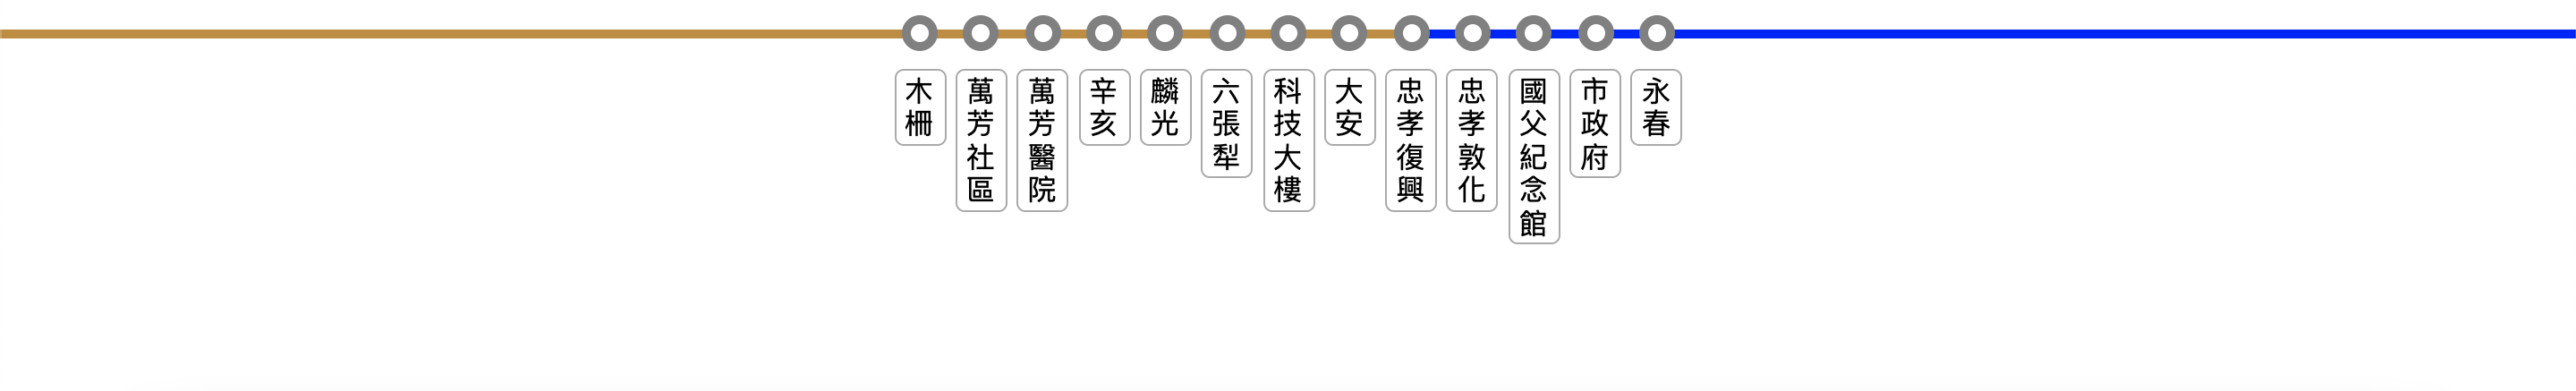 木柵
萬芳社區
萬芳醫院
辛亥
麟光
六張犁
科技大樓
大安
忠孝復興
忠孝敦化
國父紀念館
市政府
永春